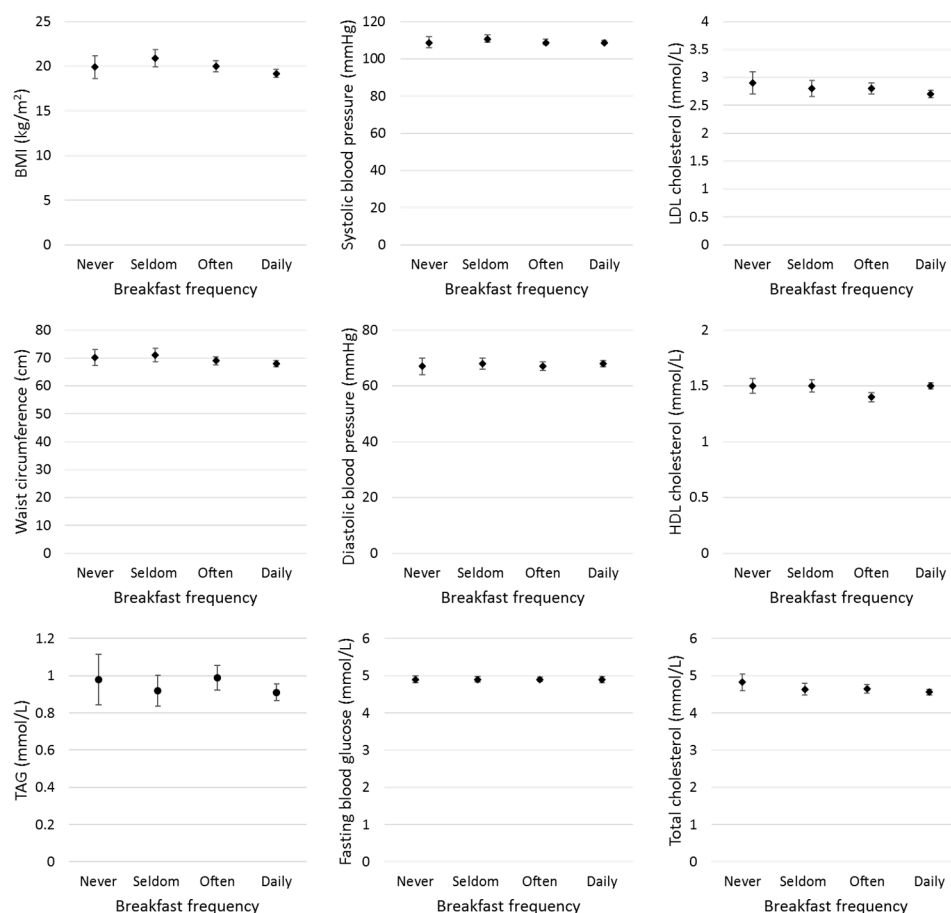 BMI (kg/m²)
25
20
15
10
5
0
Never Seldom Often Daily
Breakfast frequency
Systolic blood pressure (mmHg)
120
100
80
60
40
20
0
Never Seldom Often Daily
Breakfast frequency
LDL cholesterol (mmol/L)
4
3.5
3
2.5
2
1.5
1
0.5
0
Never Seldom Often Daily
Breakfast frequency
Waist circumference (cm)
80
70
60
50
40
30
20
10
0
Never Seldom Often Daily
Breakfast frequency
Diastolic blood pressure (mmHg)
80
60
40
20
0
Never Seldom Often Daily
Breakfast frequency
HDL cholesterol (mmol/L)
2
1.5
1
0.5
0
Never Seldom Often Daily
Breakfast frequency
TAG (mmol/L)
1.2
1
0.8
0.6
0.4
0.2
0
Never Seldom Often Daily
Breakfast frequency
Fasting blood glucose (mmol/L)
6
5
4
3
2
1
0
Never Seldom Often Daily
Breakfast frequency
Total cholesterol (mmol/L)
6
5
4
3
2
1
0
Never Seldom Often Daily
Breakfast frequency